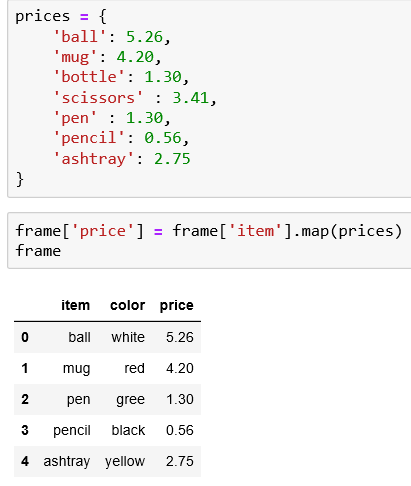 prices = {
    'ball': 5.26,
    'mug': 4.20,
    'bottle': 1.30,
    'scissors' : 3.41,
    'pen' : 1.30,
    'pencil': 0.56,
    'ashtray': 2.75
}
frame['price'] = frame['item'].map(prices)
frame
item color price
0 ball white 5.26
1 mug red 4.20
2 pen gree 1.30
3 pencil black 0.56
4 ashtray yellow 2.75